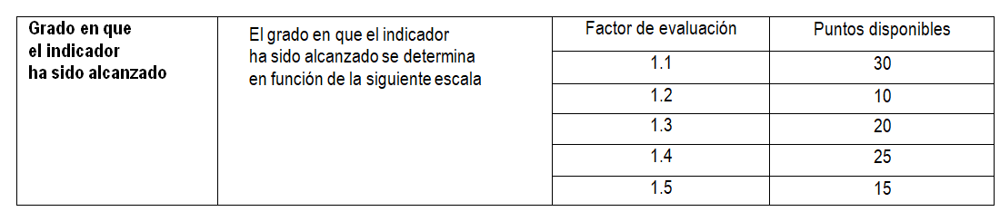 Grado en que
el indicador
ha sido alcanzado
El grado en que el indicador
ha sido alcanzado se determina
en función de la siguiente escala
Factor de evaluación Puntos disponibles
1.1 30
1.2 10
1.3 20
1.4 25
1.5 15